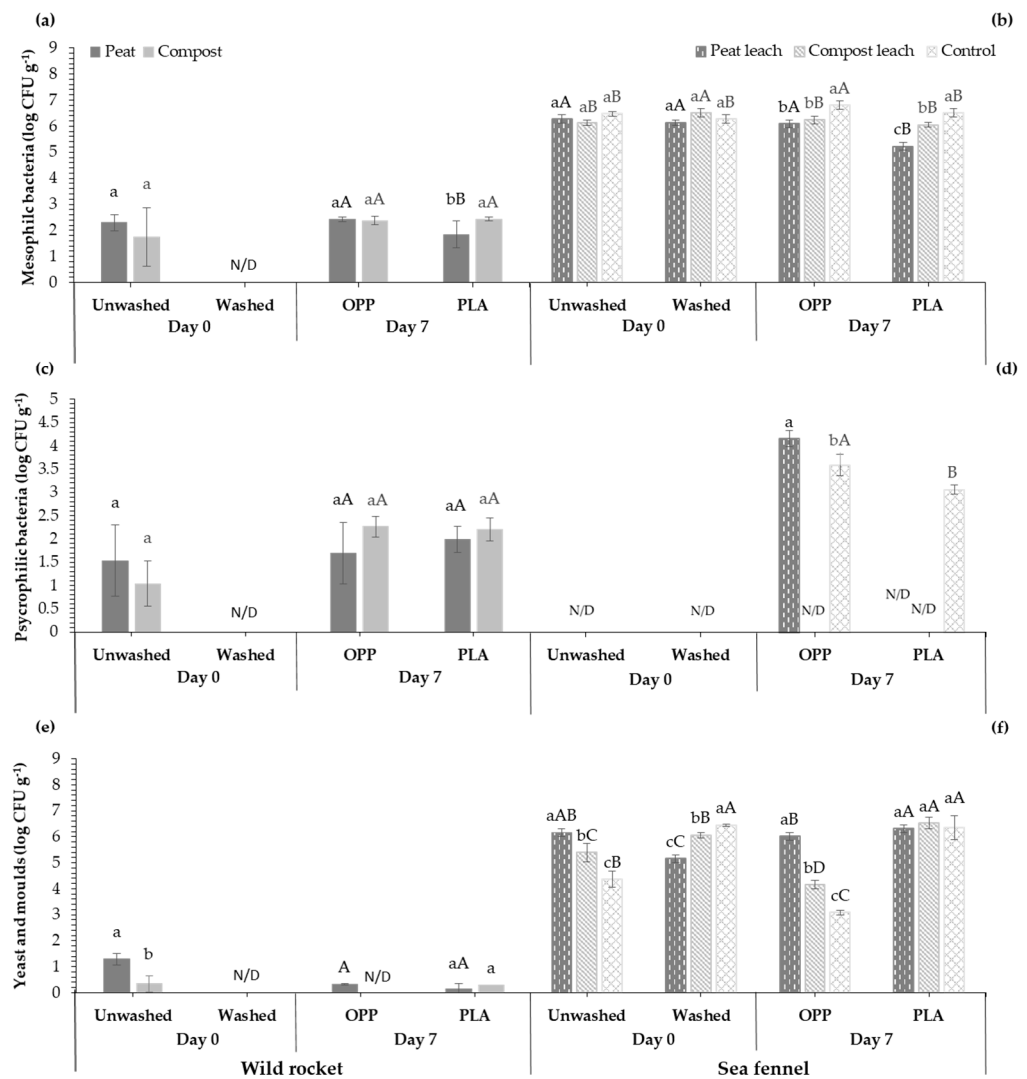 (a) (b)
Mesophilic bacteria (log CFU g-1)
9
8
7
6
5
4
3
2
1
0
Peat Compost
Peat leach Compost leach Control
a a
N/D
aA aA
bB aA
aA aB aB
aA aA aB
bA bB aA
cB bB aB
Unwashed Washed OPP PLA Unwashed Washed OPP PLA
Day 0 Day 7 Day 0 Day 7
(c) (d)
Psycrophilic bacteria (log CFU g-1)
5
4.5
4
3.5
3
2.5
2
1.5
1
0.5
0
a a
N/D
aA aA
aA aA
N/D
N/D
a N/D bA
N/D N/D B
Unwashed Washed OPP PLA Unwashed Washed OPP PLA
Day 0 Day 7 Day 0 Day 7
(e) (f)
Yeast and moulds (log CFU g-1)
9
8
7
6
5
4
3
2
1
0
a b
N/D
A N/D
aA a
aAB bC cB
cC bB aA
aB bD cC
aA aA aA
Unwashed Washed OPP PLA Unwashed Washed OPP PLA
Day 0 Day 7 Day 0 Day 7
Wild rocket Sea fennel